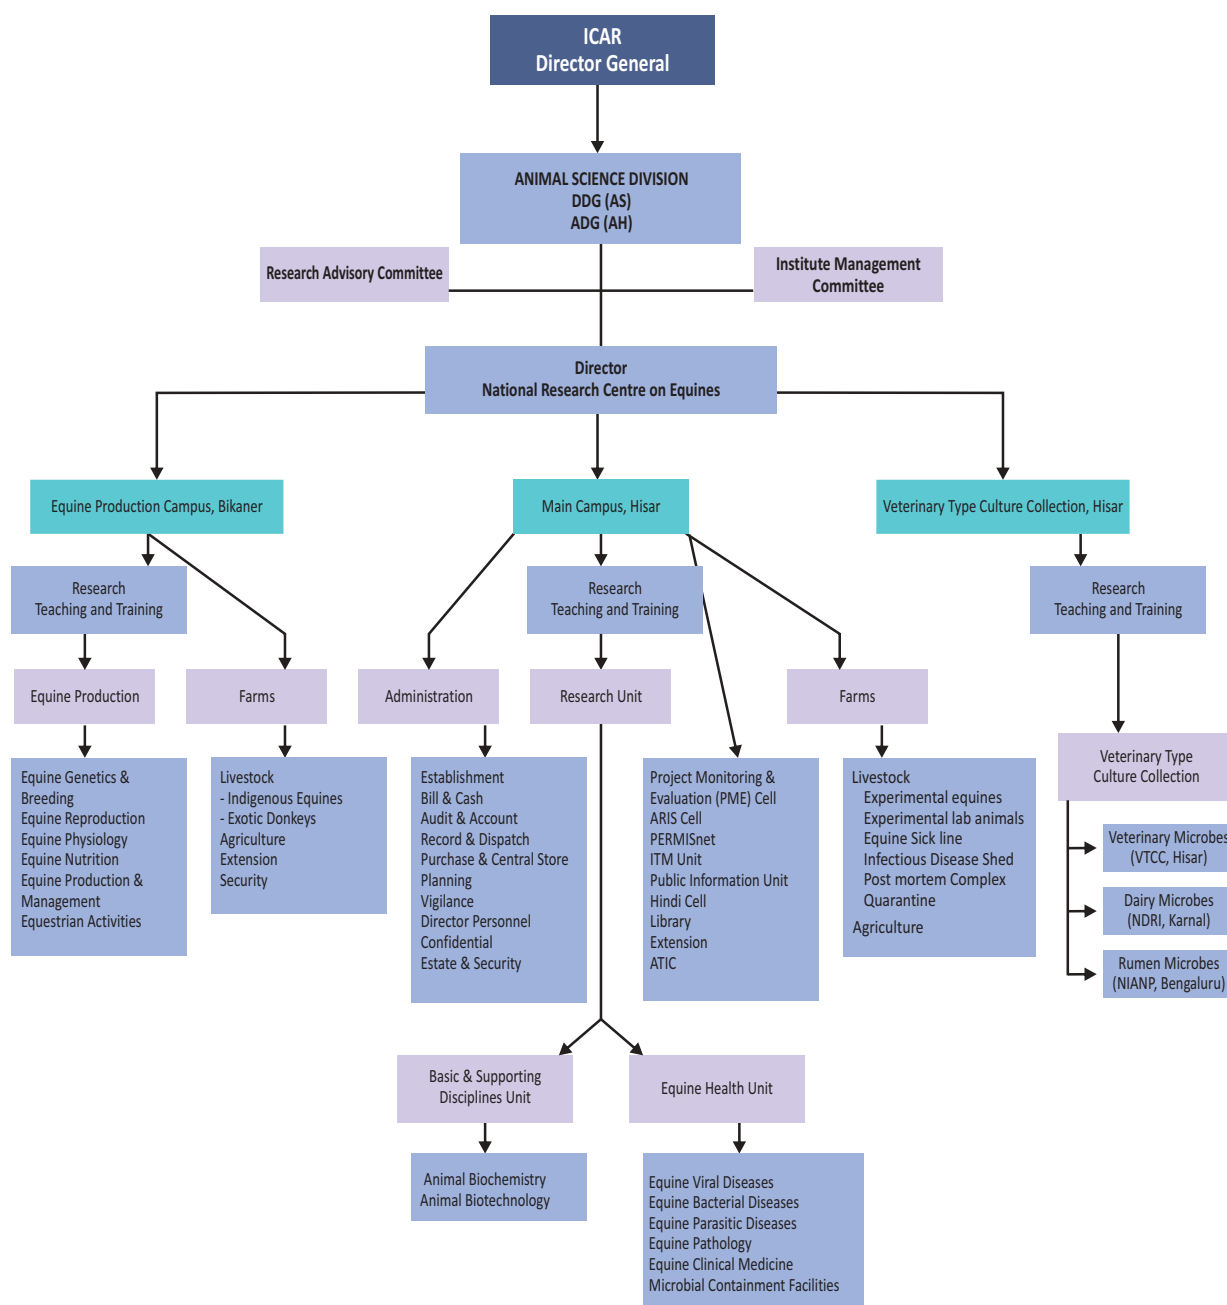 ICAR
Director General
ANIMAL SCIENCE DIVISION
DDG (AS)
ADG (AH)
Research Advisory Committee
Institute Management
Committee
Director
National Research Centre on Equines
Equine Production Campus, Bikaner
Main Campus, Hisar
Veterinary Type Culture Collection, Hisar
Research
Teaching and Training
Research
Teaching and Training
Research
Teaching and Training
Equine Production
Farms
Administration
Research Unit
Farms
Veterinary Type
Culture Collection
Equine Genetics &
Breeding
Equine Reproduction
Equine Physiology
Equine Nutrition
Equine Production &
Management
Equestrian Activities
Livestock
- Indigenous Equines
- Exotic Donkeys
Agriculture
Extension
Security
Establishment
Bill & Cash
Audit & Account
Record & Dispatch
Purchase & Central Store
Planning
Vigilance
Director Personnel
Confidential
Estate & Security
Project Monitoring &
Evaluation (PME) Cell
ARIS Cell
PERMISnet
ITM Unit
Public Information Unit
Hindi Cell
Library
Extension
ATIC
Livestock
Experimental equines
Experimental lab animals
Equine Sick line
Infectious Disease Shed
Post mortem Complex
Quarantine
Agriculture
Veterinary Microbes
(VTCC, Hisar)
Dairy Microbes
(NDRI, Karnal)
Rumen Microbes
(NIANP, Bengaluru)
Basic & Supporting
Disciplines Unit
Equine Health Unit
Animal Biochemistry
Animal Biotechnology
Equine Viral Diseases
Equine Bacterial Diseases
Equine Parasitic Diseases
Equine Pathology
Equine Clinical Medicine
Microbial Containment Facilities